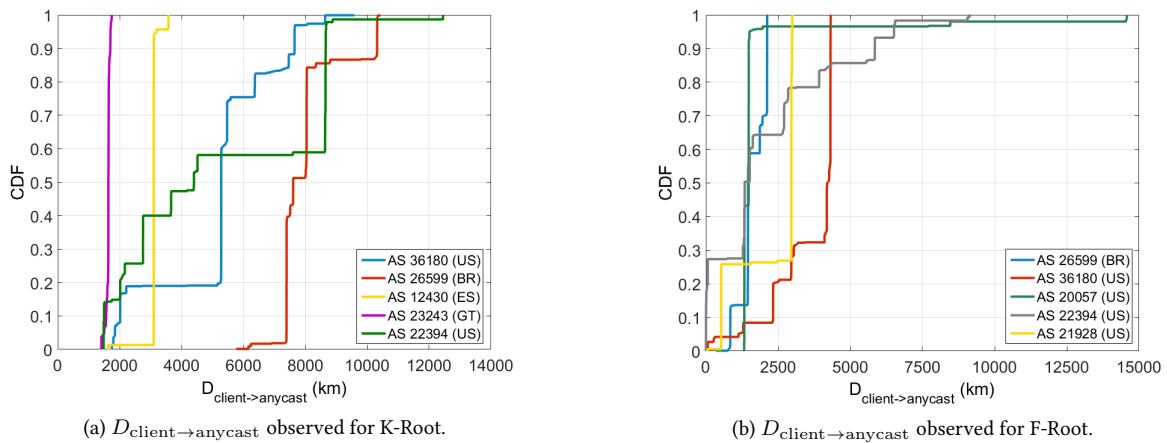 1
0.9
0.8
0.7
0.6
0.5
0.4
0.3
0.2
0.1
0
CDF
0 2000 4000 6000 8000 10000 12000 14000
D client->anycast (km)
AS 36180 (US)
AS 26599 (BR)
AS 12430 (ES)
AS 23243 (GT)
AS 22394 (US)
(a) D client→anycast observed for K-Root.
1
0.9
0.8
0.7
0.6
0.5
0.4
0.3
0.2
0.1
0
CDF
0 2500 5000 7500 10000 12500 15000
D client->anycast (km)
AS 26599 (BR)
AS 36180 (US)
AS 20057 (US)
AS 22394 (US)
AS 21928 (US)
(b) D client→anycast observed for F-Root.